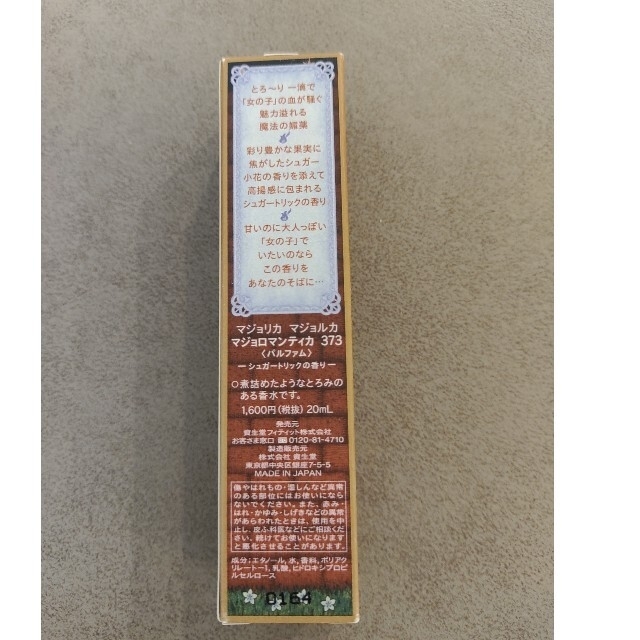 とろ～り 一滴で
「女の子」の血が騒ぐ
魅力溢れる
魔法の媚薬
彩り豊かな果実に
焦がしたシュガー
小花の香りを添えて
高揚感に包まれる
シュガートリックの香り
甘いのに大人っぽい
「女の子」で
いたいのなら
この香りを
あなたのそばに…
マジョリカ マジョルカ
マジョロマンティカ 373
〈パルファム〉
ーシュガートリックの香りー
○煮詰めたようなとろみの
ある香水です。
1,600円(税抜) 20mL
発売元
資生堂フィティット株式会社
お客さま窓口 0120-81-4710
製造販売元
株式会社 資生堂
東京都中央区銀座7-5-5
MADE IN JAPAN
傷やはれもの・湿しんなど異常
のある部位にはお使いになら
ないでください。また、赤み・
はれ・かゆみ・しげきなどの異常
があらわれたときは、使用を中
止し、皮ふ科医などにご相談くだ
さい。続けてお使いになります
と悪化させることがあります。
成分：エタノール、水、香料、ポリアク
リレート-1、乳酸、ヒドロキシプロピ
ルセルロース
0164